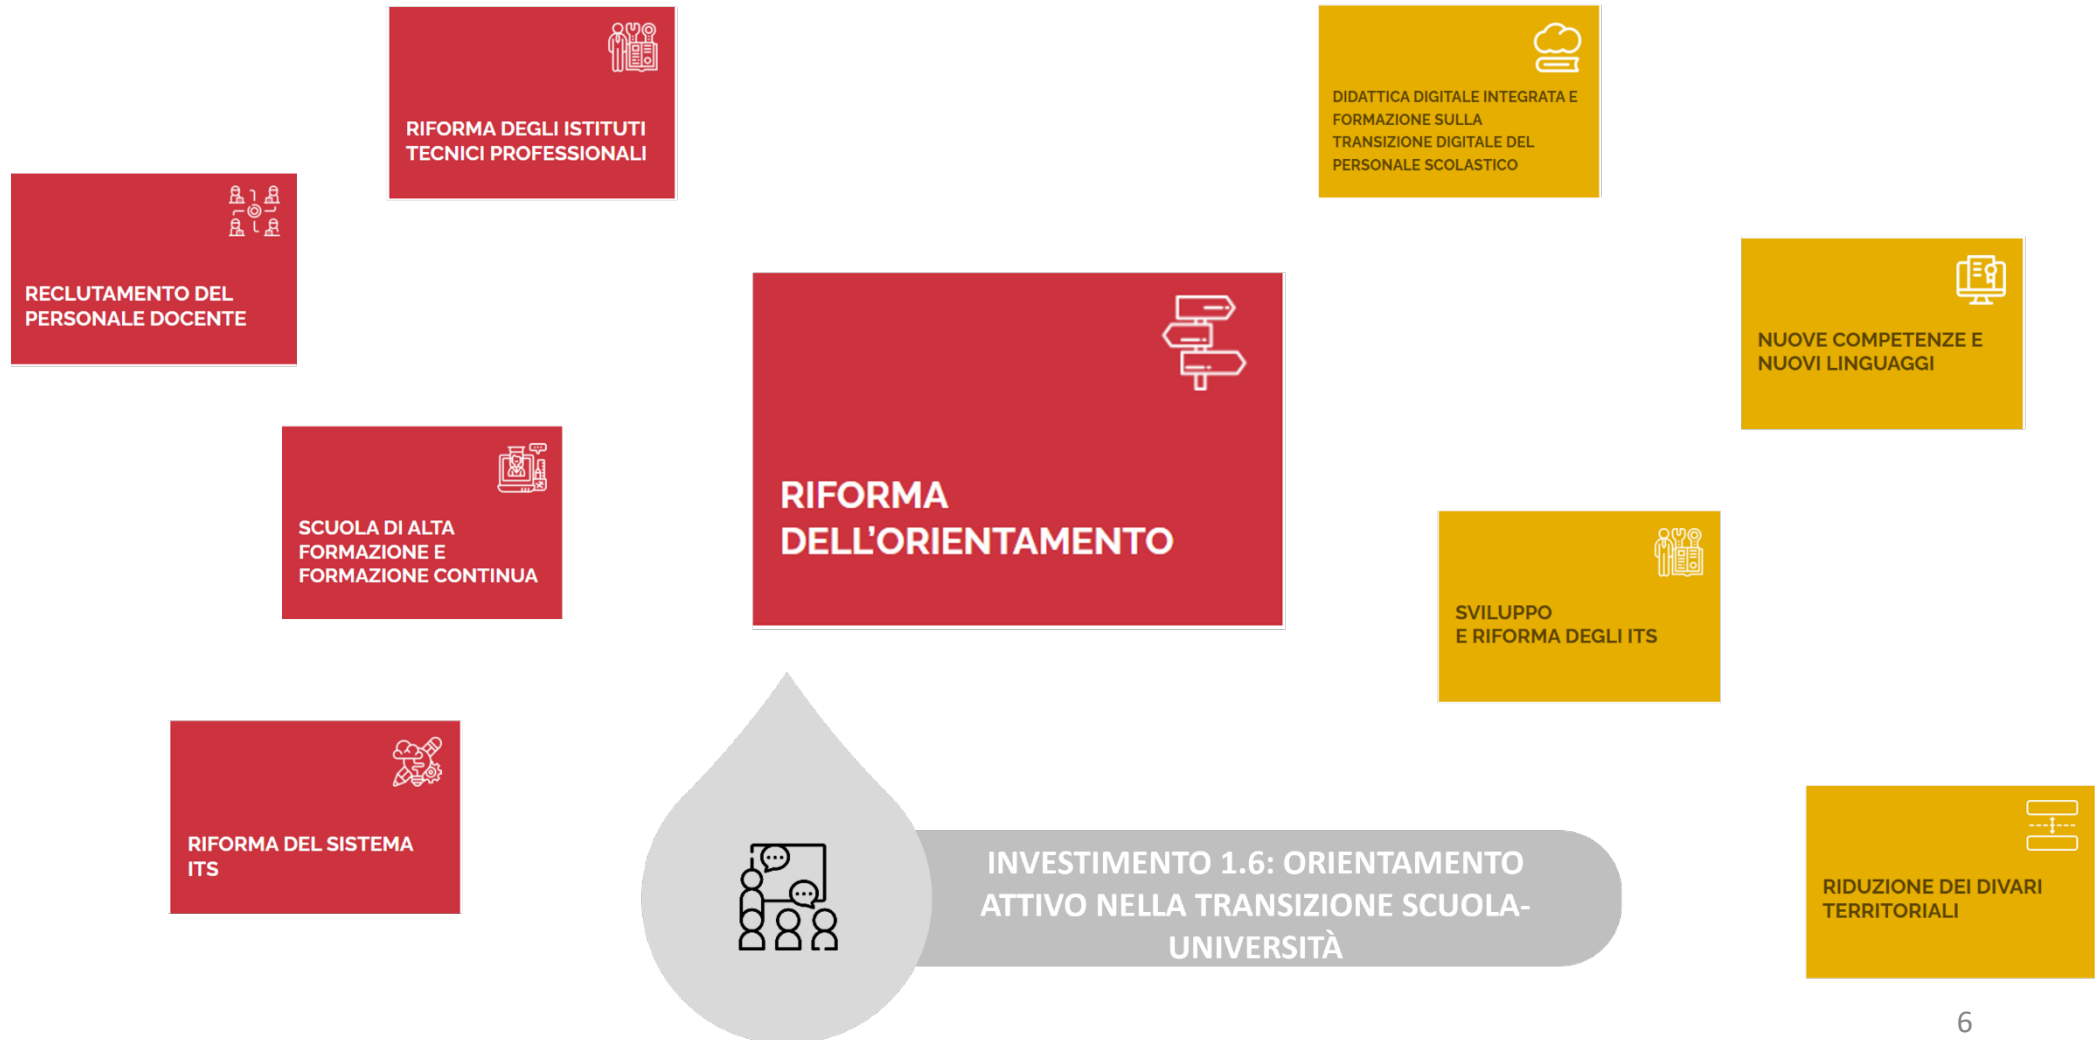 RIFORMA DEGLI ISTITUTI
TECNICI PROFESSIONALI
DIDATTICA DIGITALE INTEGRATA E
FORMAZIONE SULLA
TRANSIZIONE DIGITALE DEL
PERSONALE SCOLASTICO
RECLUTAMENTO DEL
PERSONALE DOCENTE
NUOVE COMPETENZE E
NUOVI LINGUAGGI
RIFORMA
DELL'ORIENTAMENTO
SCUOLA DI ALTA
FORMAZIONE E
FORMAZIONE CONTINUA
SVILUPPO
E RIFORMA DEGLI ITS
RIFORMA DEL SISTEMA
ITS
INVESTIMENTO 1.6: ORIENTAMENTO
ATTIVO NELLA TRANSIZIONE SCUOLA-
UNIVERSITÀ
RIDUZIONE DEI DIVARI
TERRITORIALI
6